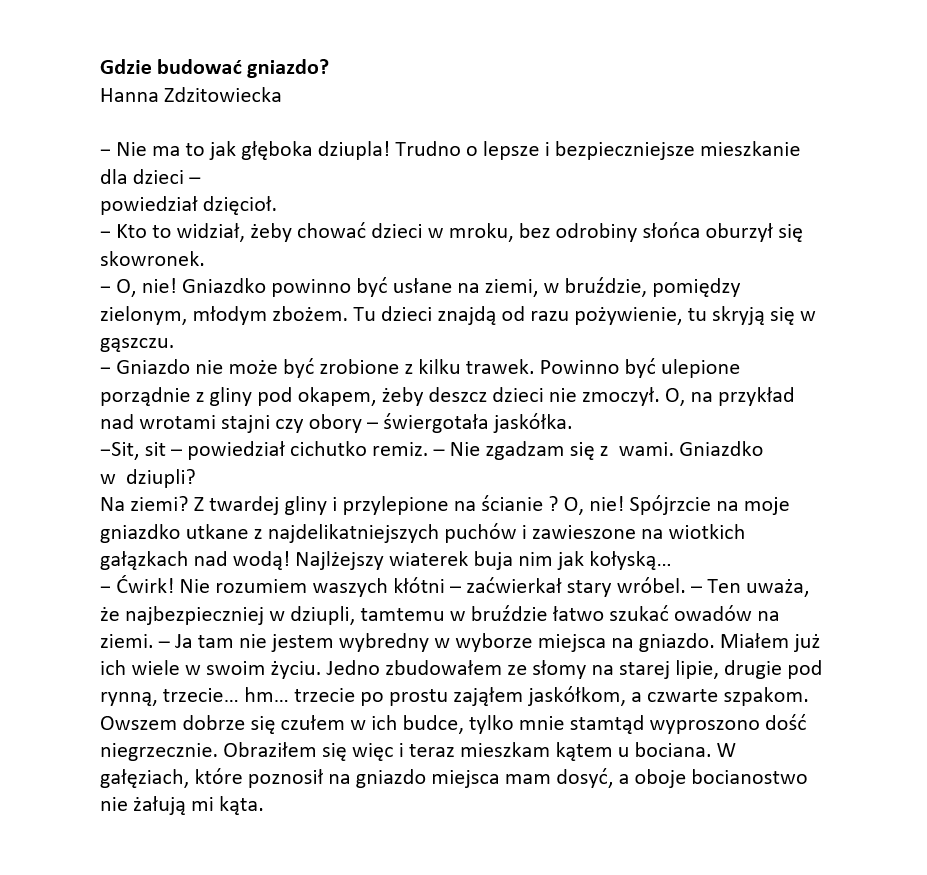 Gdzie budować gniazdo?
Hanna Zdzitowiecka
− Nie ma to jak głęboka dziupla! Trudno o lepsze i bezpieczniejsze mieszkanie
dla dzieci –
powiedział dzięcioł.
− Kto to widział, żeby chować dzieci w mroku, bez odrobiny słońca oburzył się
skowronek.
− O, nie! Gniazdko powinno być usłane na ziemi, w bruździe, pomiędzy
zielonym, młodym zbożem. Tu dzieci znajdą od razu pożywienie, tu skryją się w
gąszczu.
− Gniazdo nie może być zrobione z kilku trawek. Powinno być ulepione
porządnie z gliny pod okapem, żeby deszcz dzieci nie zmoczył. O, na przykład
nad wrotami stajni czy obory – świergotała jaskółka.
−Sit, sit – powiedział cichutko remiz. – Nie zgadzam się z  wami. Gniazdko
w  dziupli?
Na ziemi? Z twardej gliny i przylepione na ścianie ? O, nie! Spójrzcie na moje
gniazdko utkane z najdelikatniejszych puchów i zawieszone na wiotkich
gałązkach nad wodą! Najlżejszy wiaterek buja nim jak kołyską…
− Ćwirk! Nie rozumiem waszych kłótni – zaćwierkał stary wróbel. – Ten uważa,
że najbezpieczniej w dziupli, tamtemu w bruździe łatwo szukać owadów na
ziemi. – Ja tam nie jestem wybredny w wyborze miejsca na gniazdo. Miałem już
ich wiele w swoim życiu. Jedno zbudowałem ze słomy na starej lipie, drugie pod
rynną, trzecie… hm… trzecie po prostu zająłem jaskółkom, a czwarte szpakom.
Owszem dobrze się czułem w ich budce, tylko mnie stamtąd wyproszono dość
niegrzecznie. Obraziłem się więc i teraz mieszkam kątem u bociana. W
gałęziach, które poznosił na gniazdo miejsca mam dosyć, a oboje bocianostwo
nie żałują mi kąta.